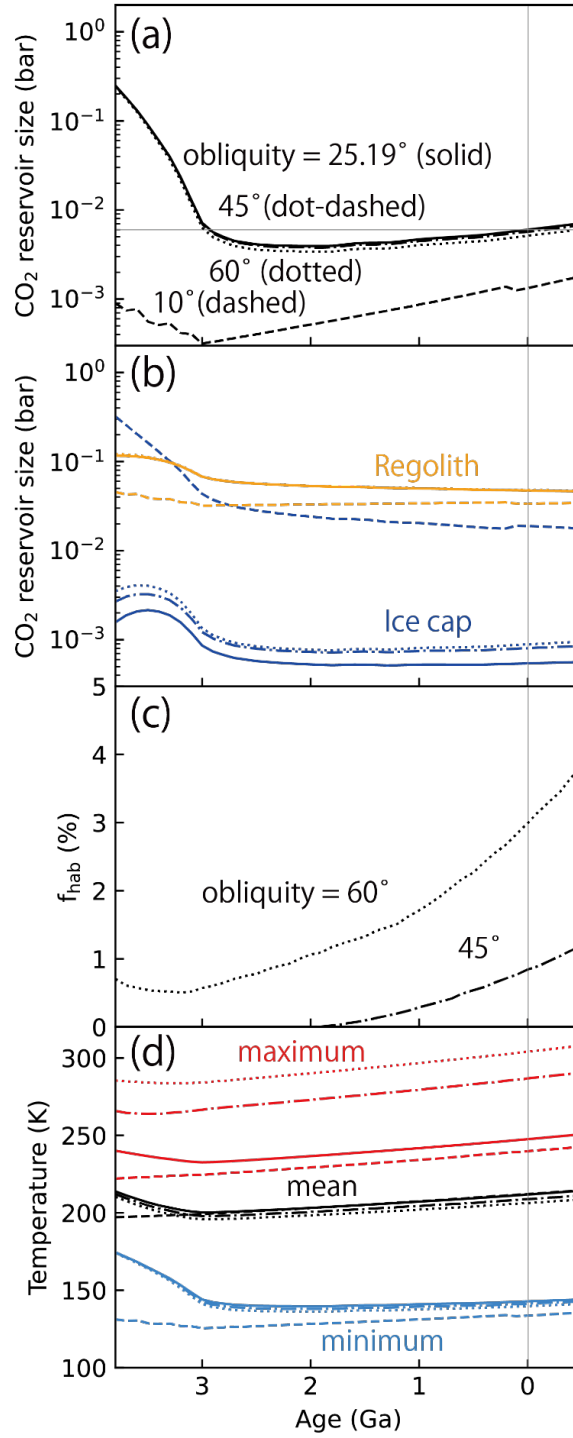 (a)
CO₂ reservoir size (bar)
10⁰
10⁻¹
10⁻²
10⁻³
obliquity = 25.19° (solid)
45° (dot-dashed)
60° (dotted)
10° (dashed)
(b)
CO₂ reservoir size (bar)
10⁰
10⁻¹
10⁻²
10⁻³
Regolith
Ice cap
(c)
f_hab (%)
5
4
3
2
1
0
obliquity = 60°
45°
(d)
Temperature (K)
300
250
200
150
100
maximum
mean
minimum
3 2 1 0
Age (Ga)